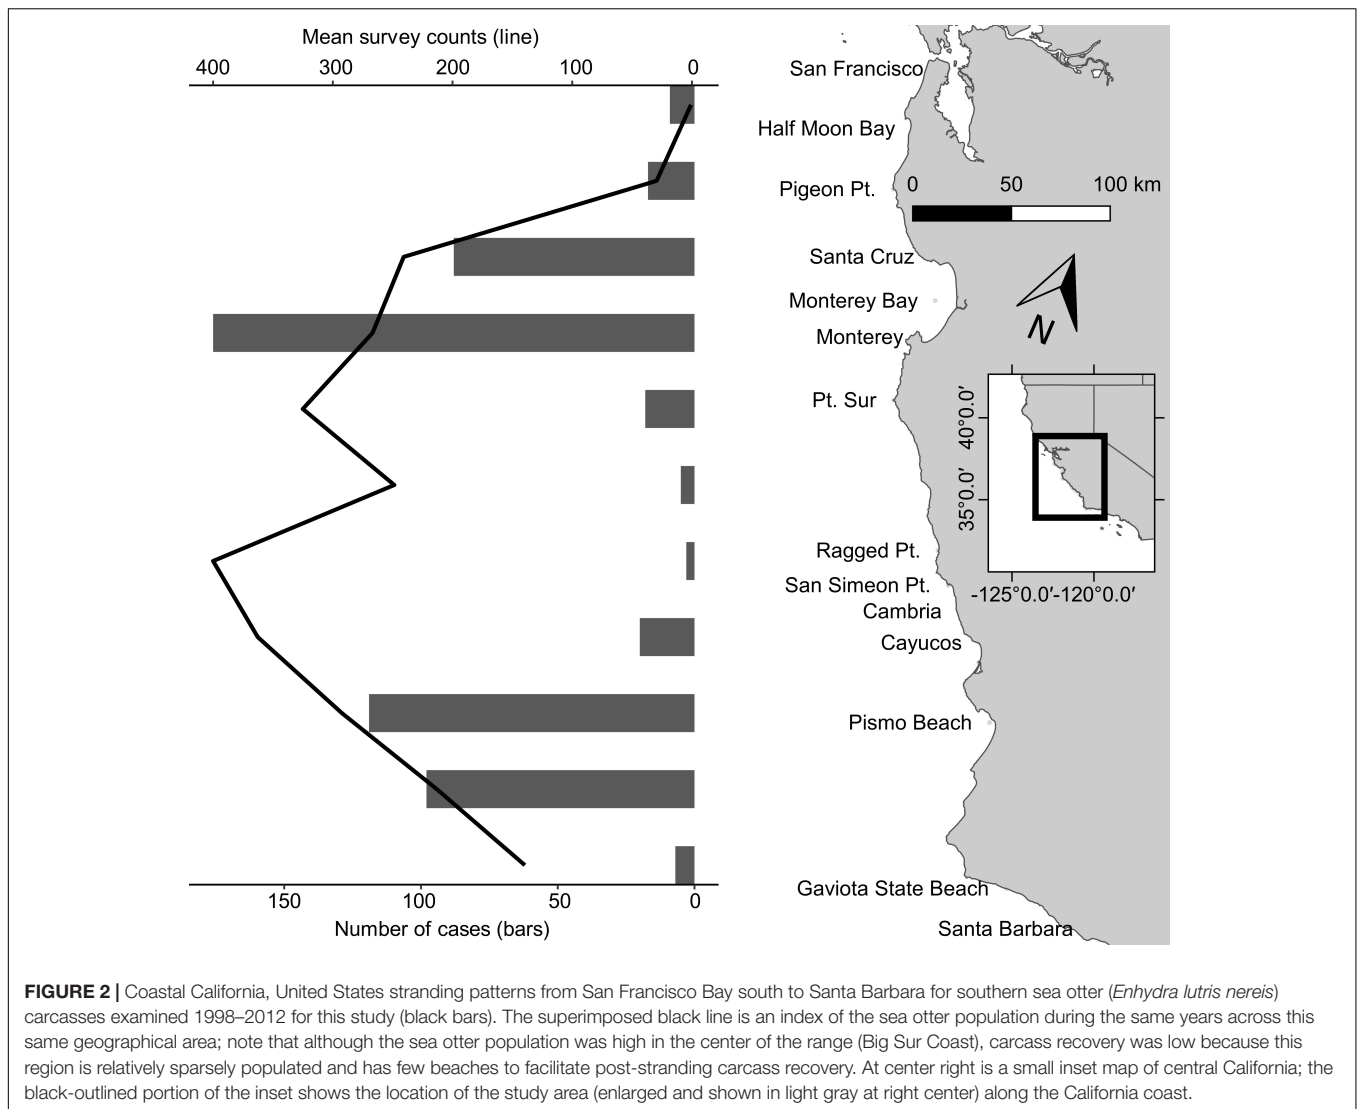 Mean survey counts (line)
400 300 200 100 0
150 100 50 0
Number of cases (bars)
San Francisco
Half Moon Bay
Pigeon Pt.
0 50 100 km
Santa Cruz
Monterey Bay
N
Monterey
Pt. Sur
40°0.0′
35°0.0′
-125°0.0′-120°0.0′
Ragged Pt.
San Simeon Pt.
Cambria
Cayucos
Pismo Beach
Gaviota State Beach
Santa Barbara
FIGURE 2 | Coastal California, United States stranding patterns from San Francisco Bay south to Santa Barbara for southern sea otter (Enhydra lutris nereis)
carcasses examined 1998–2012 for this study (black bars). The superimposed black line is an index of the sea otter population during the same years across this
same geographical area; note that although the sea otter population was high in the center of the range (Big Sur Coast), carcass recovery was low because this
region is relatively sparsely populated and has few beaches to facilitate post-stranding carcass recovery. At center right is a small inset map of central California; the
black-outlined portion of the inset shows the location of the study area (enlarged and shown in light gray at right center) along the California coast.